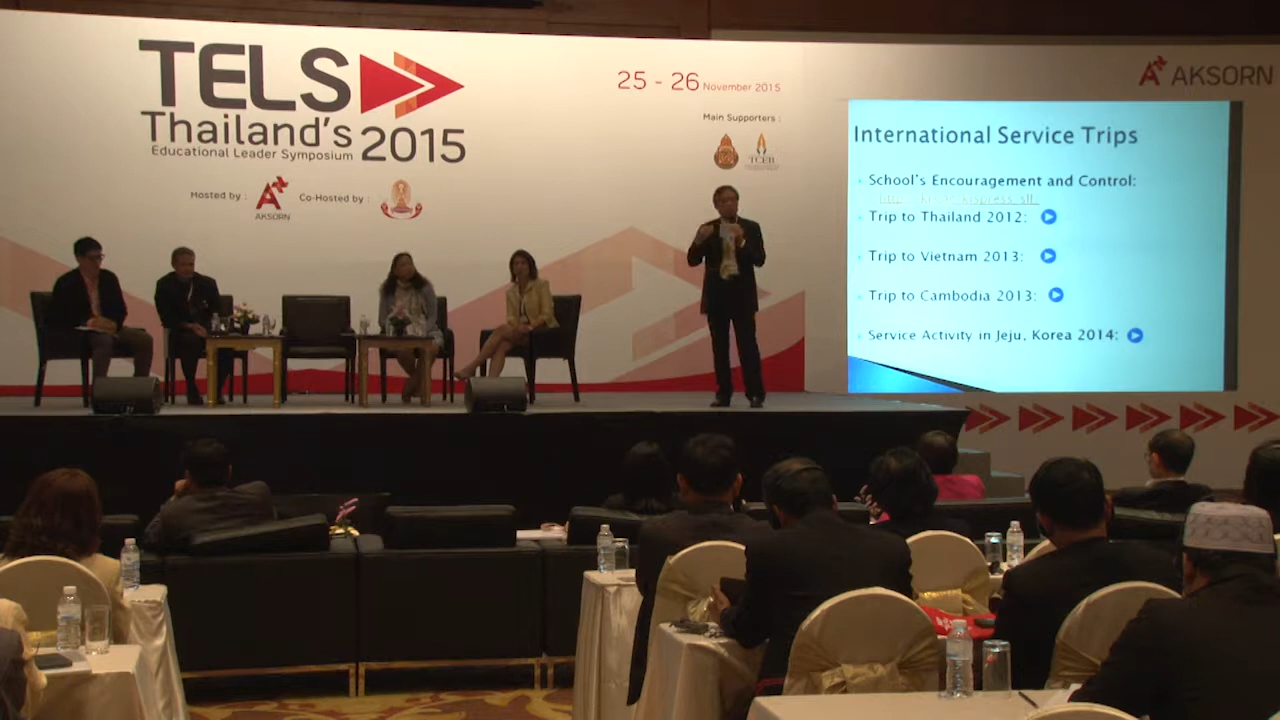 TELS
Thailand's 2015
Educational Leader Symposium
Hosted by :
AKSORN
Co-Hosted by :
25 - 26 November 2015
Main Supporters :
TCEB
AKSORN
International Service Trips
School's Encouragement and Control:
Trip to Thailand 2012:
Trip to Vietnam 2013:
Trip to Cambodia 2013:
Service Activity in Jeju, Korea 2014: